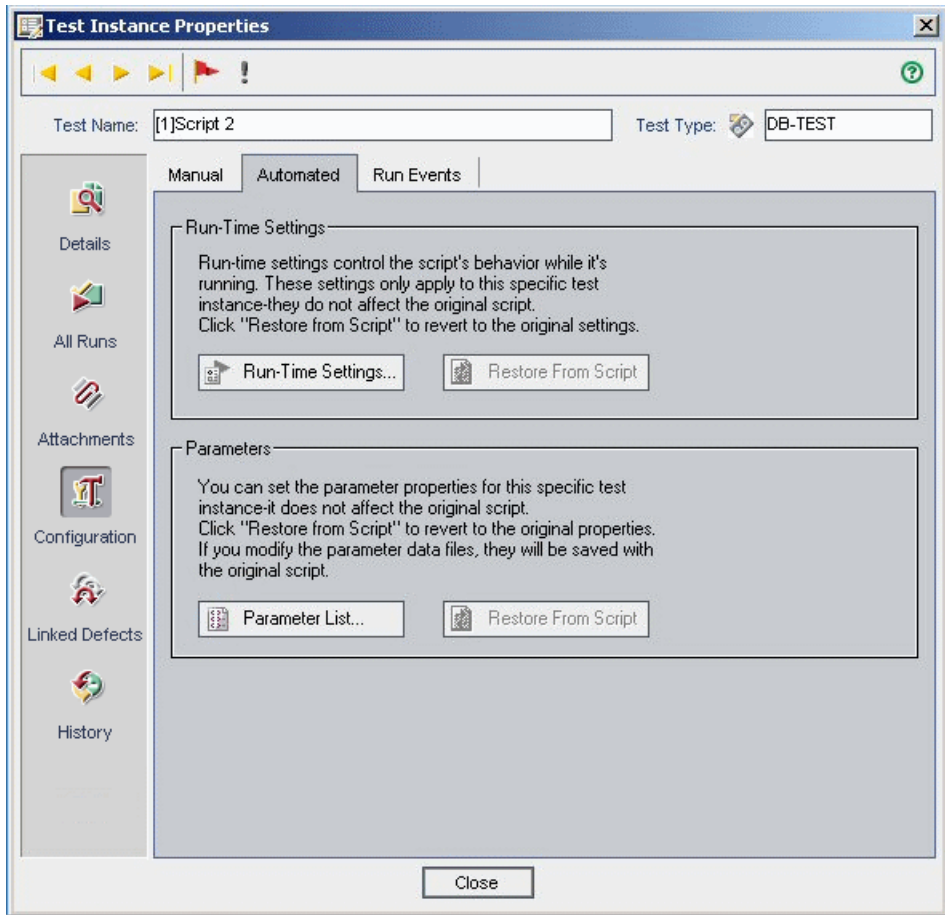 Test Instance Properties
Test Name: [1]Script 2 Test Type: DB-TEST
Details
All Runs
Attachments
Configuration
Linked Defects
History
Manual Automated Run Events
Run-Time Settings
Run-time settings control the script's behavior while it's
running. These settings only apply to this specific test
instance-they do not affect the original script.
Click "Restore from Script" to revert to the original settings.
Run-Time Settings... Restore From Script
Parameters
You can set the parameter properties for this specific test
instance-it does not affect the original script.
Click "Restore from Script" to revert to the original properties.
If you modify the parameter data files, they will be saved with
the original script.
Parameter List... Restore From Script
Close